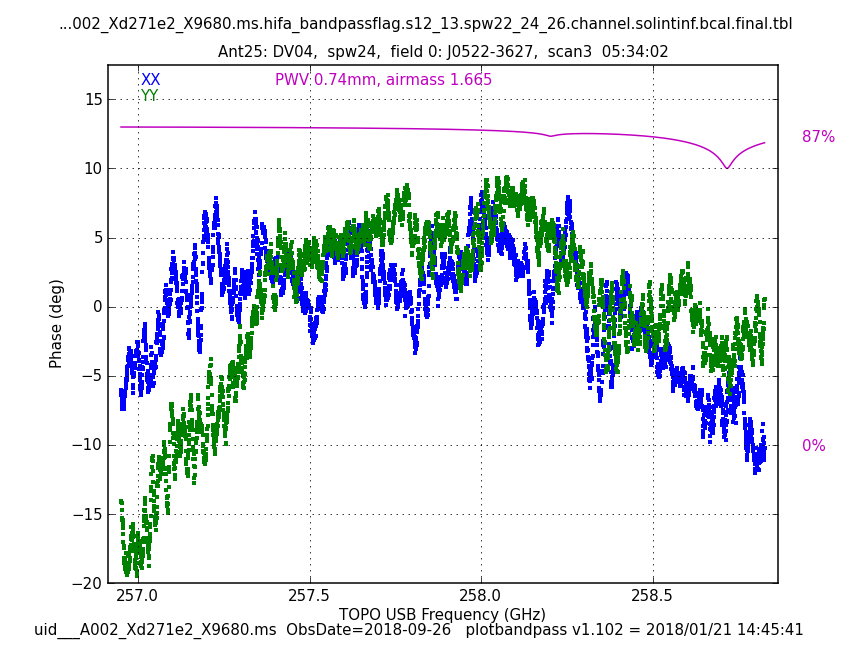 ...002_Xd271e2_X9680.ms.hifa_bandpassflag.s12_13.spw22_24_26.channel.solintinf.bcal.final.tbl
Ant25: DV04,  spw24,  field 0: J0522-3627,  scan3  05:34:02
XX
PWV 0.74mm, airmass 1.665
YY
15
87%
10
5
0
Phase (deg)
−5
−10
0%
−15
−20
257.0 257.5 258.0 258.5
TOPO USB Frequency (GHz)
uid___A002_Xd271e2_X9680.ms  ObsDate=2018-09-26   plotbandpass v1.102 = 2018/01/21 14:45:41